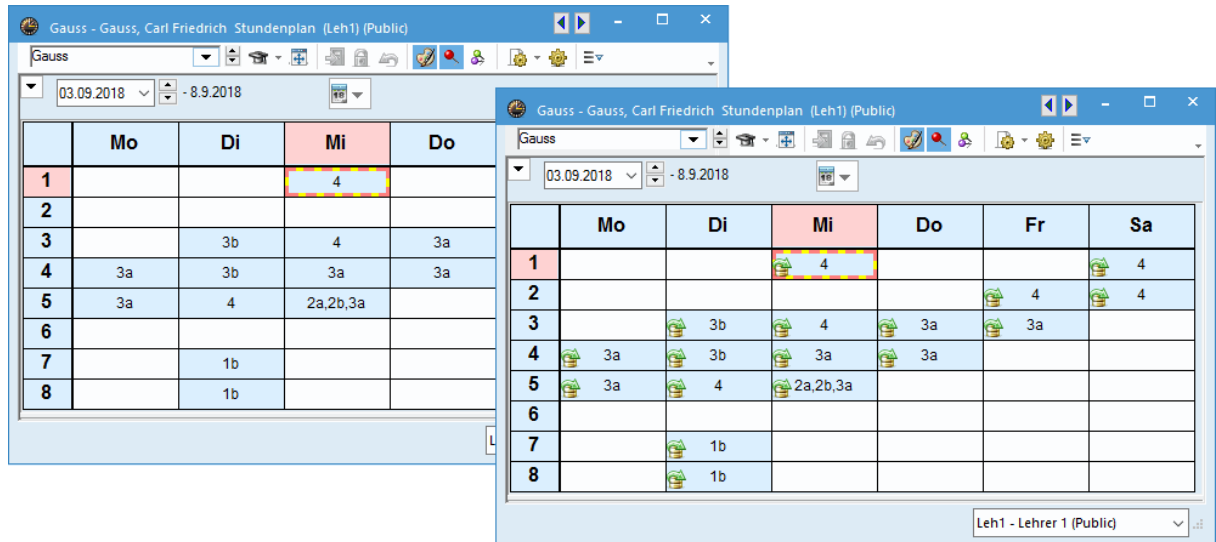 Gauss - Gauss, Carl Friedrich Stundenplan (Leh1) (Public)
Gauss
03.09.2018 - 8.9.2018
18
Mo Di Mi Do
1 4
2
3 3b 4 3a
4 3a 3b 3a 3a
5 3a 4 2a,2b,3a
6
7 1b
8 1b
L
Gauss - Gauss, Carl Friedrich Stundenplan (Leh1) (Public)
Gauss
03.09.2018 - 8.9.2018
18
Mo Di Mi Do Fr Sa
1 4 4
2 4 4
3 3b 4 3a 3a
4 3a 3b 3a 3a
5 3a 4 2a,2b,3a
6
7 1b
8 1b
Leh1 - Lehrer 1 (Public)